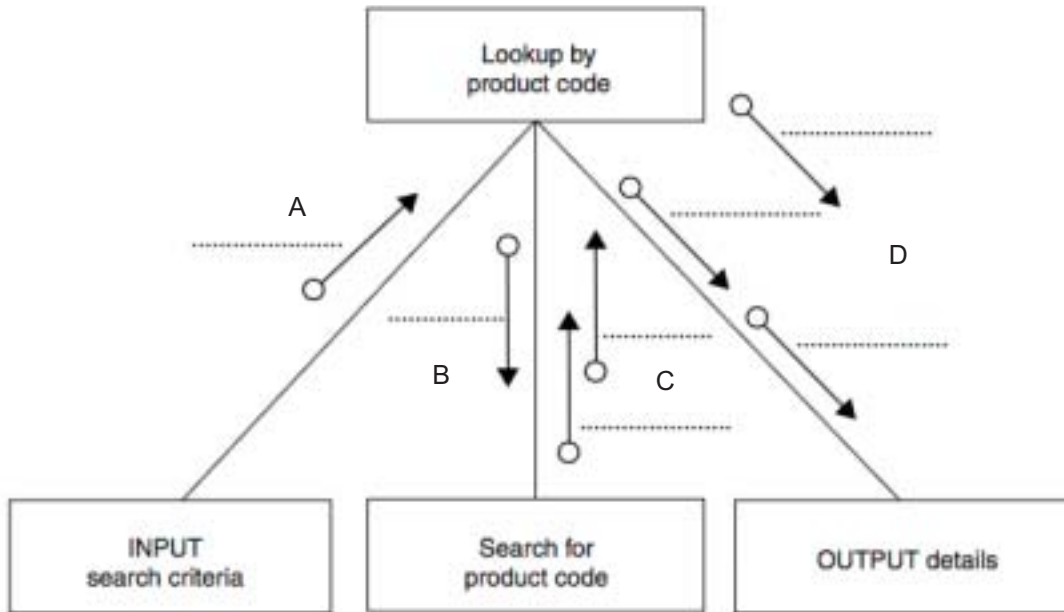 Lookup by
product code
A
D
B
C
INPUT
search criteria
Search for
product code
OUTPUT details